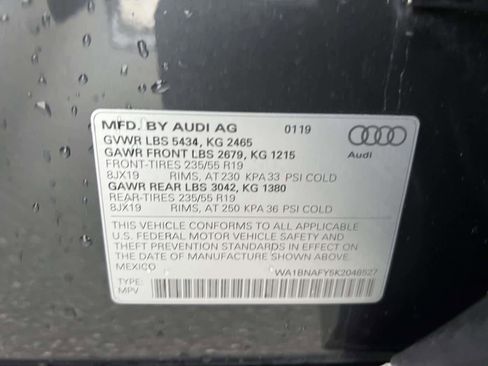 MFD. BY AUDI AG 0119
GVWR LBS 5434, KG 2465
GAWR FRONT LBS 2679, KG 1215
FRONT-TIRES 235/55 R19
8JX19 RIMS, AT 230 KPA 33 PSI COLD
GAWR REAR LBS 3042, KG 1380
REAR-TIRES 235/55 R19
8JX19 RIMS, AT 250 KPA 36 PSI COLD
Audi
THIS VEHICLE CONFORMS TO ALL APPLICABLE
U.S. FEDERAL MOTOR VEHICLE SAFETY AND
THEFT PREVENTION STANDARDS IN EFFECT
ON THE DATE OF MANUFACTURE SHOWN ABOVE.
MEXICO
TYPE: WA1BNAFY5K2048527
MPV